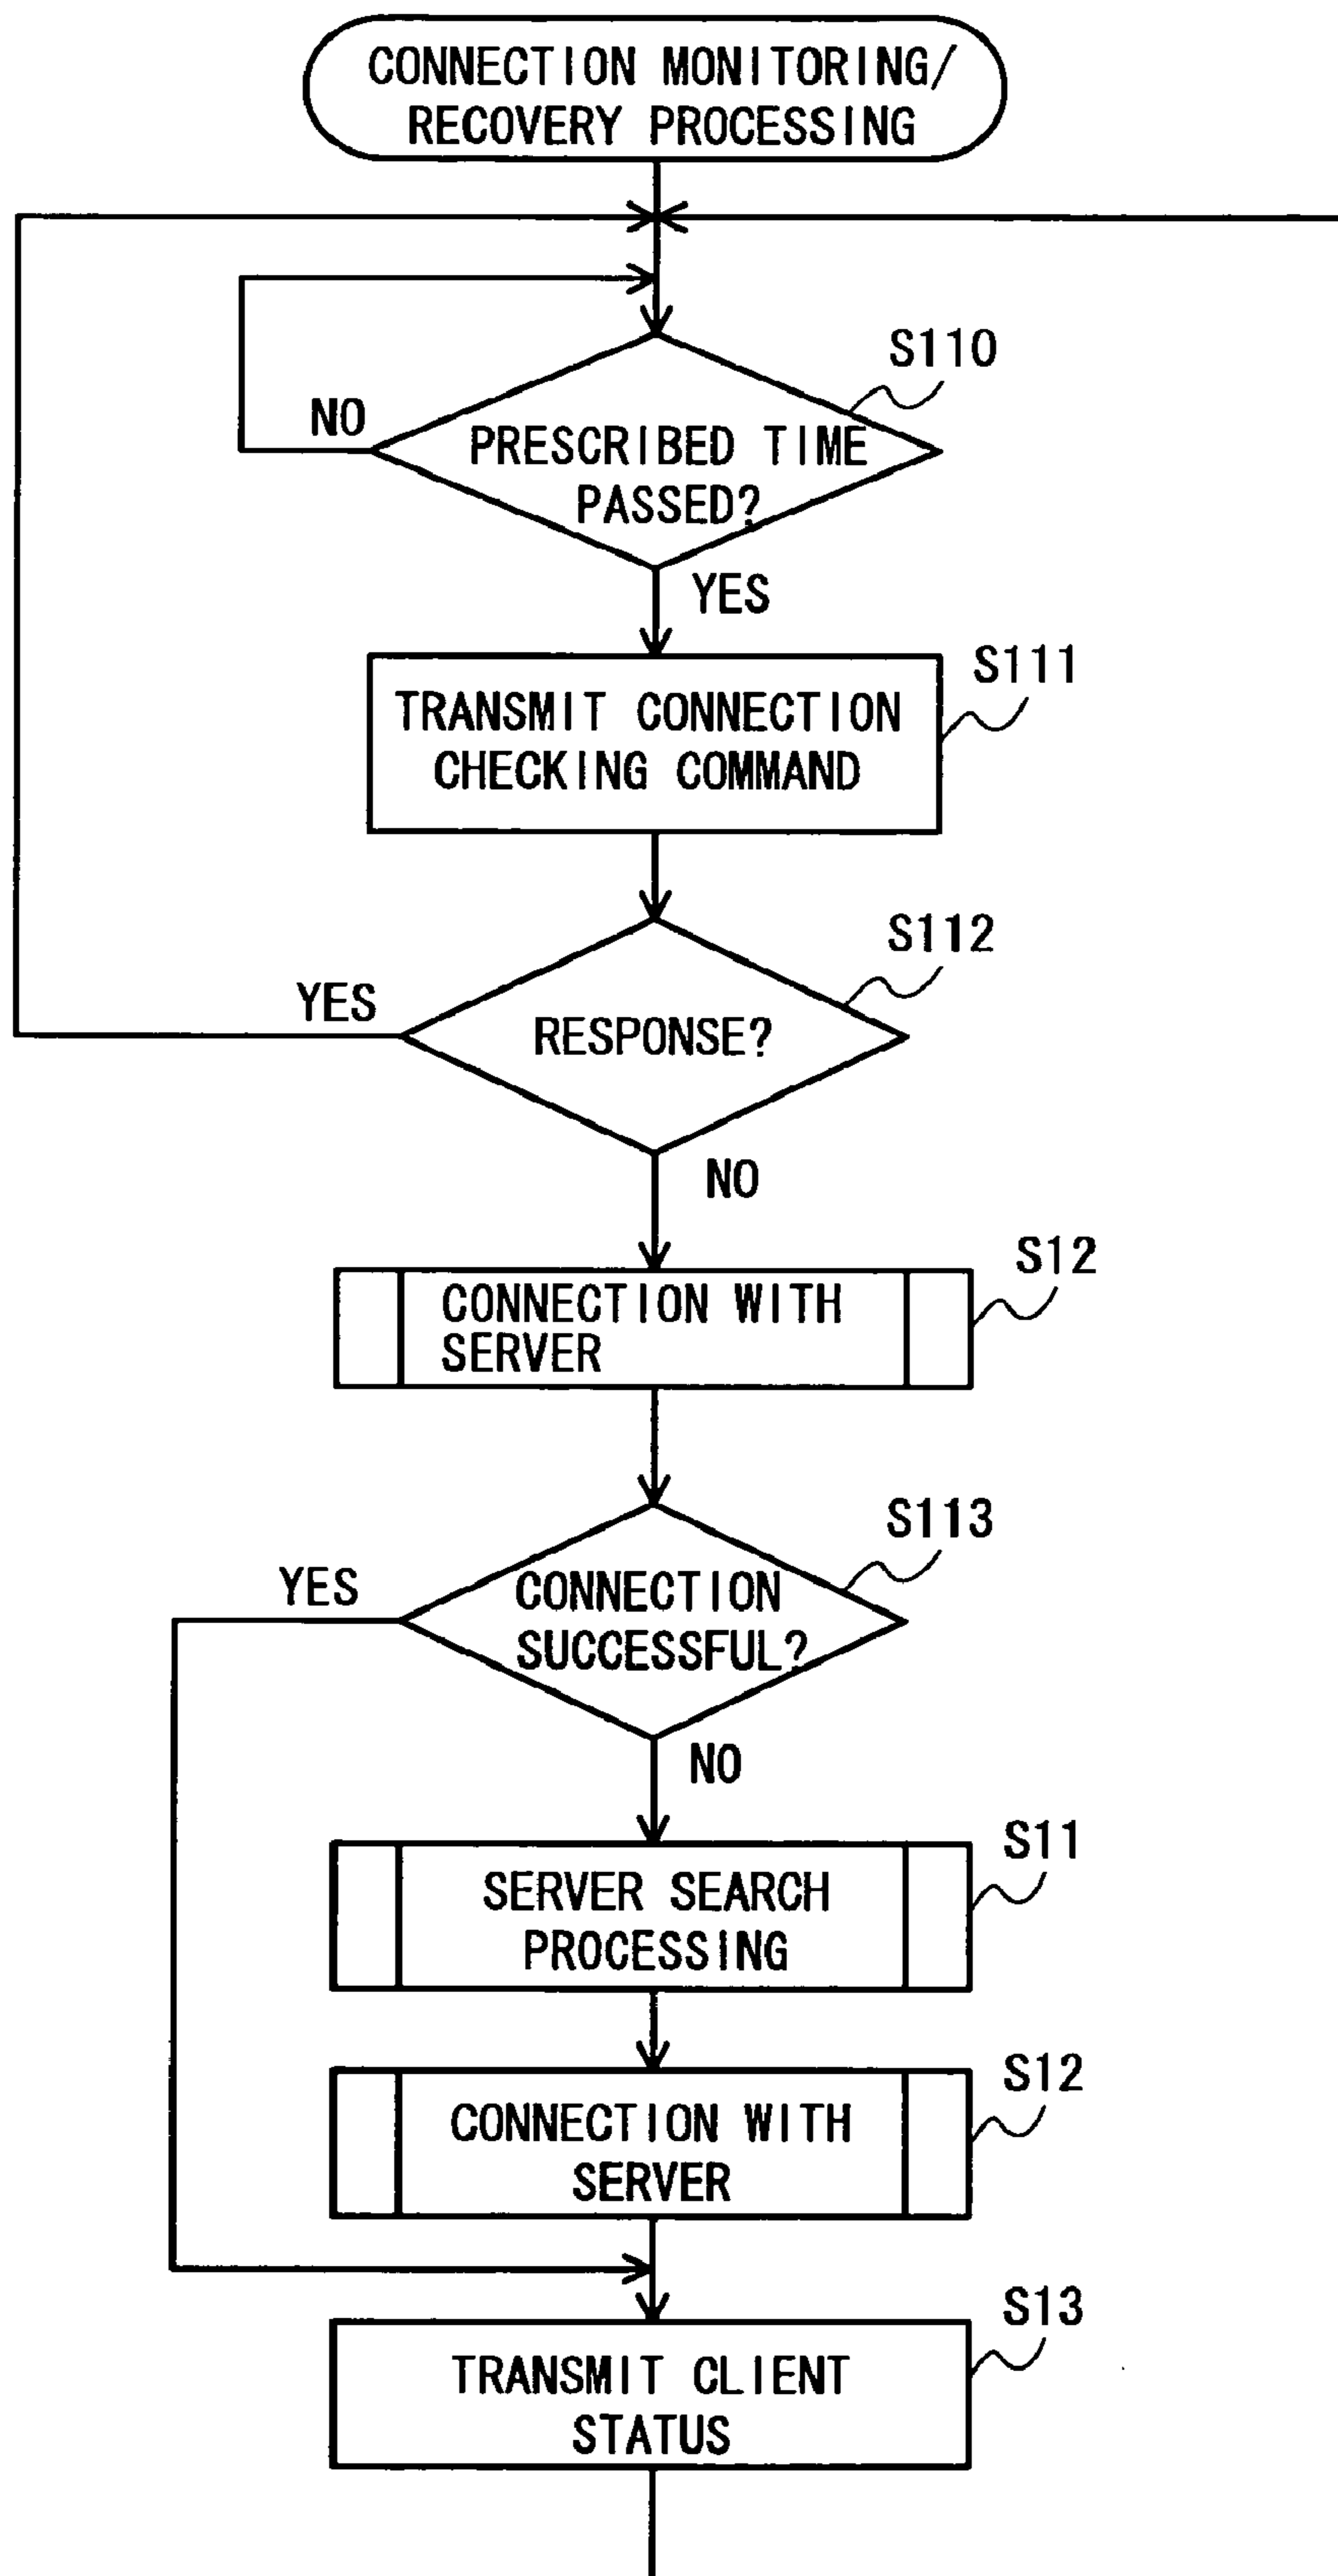 CONNECTION MONITORING/
RECOVERY PROCESSING
S110
NO
PRESCRIBED TIME
PASSED?
YES
S111
TRANSMIT CONNECTION
CHECKING COMMAND
S112
YES
RESPONSE?
NO
S12
CONNECTION WITH
SERVER
S113
YES
CONNECTION
SUCCESSFUL?
NO
S11
SERVER SEARCH
PROCESSING
S12
CONNECTION WITH
SERVER
S13
TRANSMIT CLIENT
STATUS